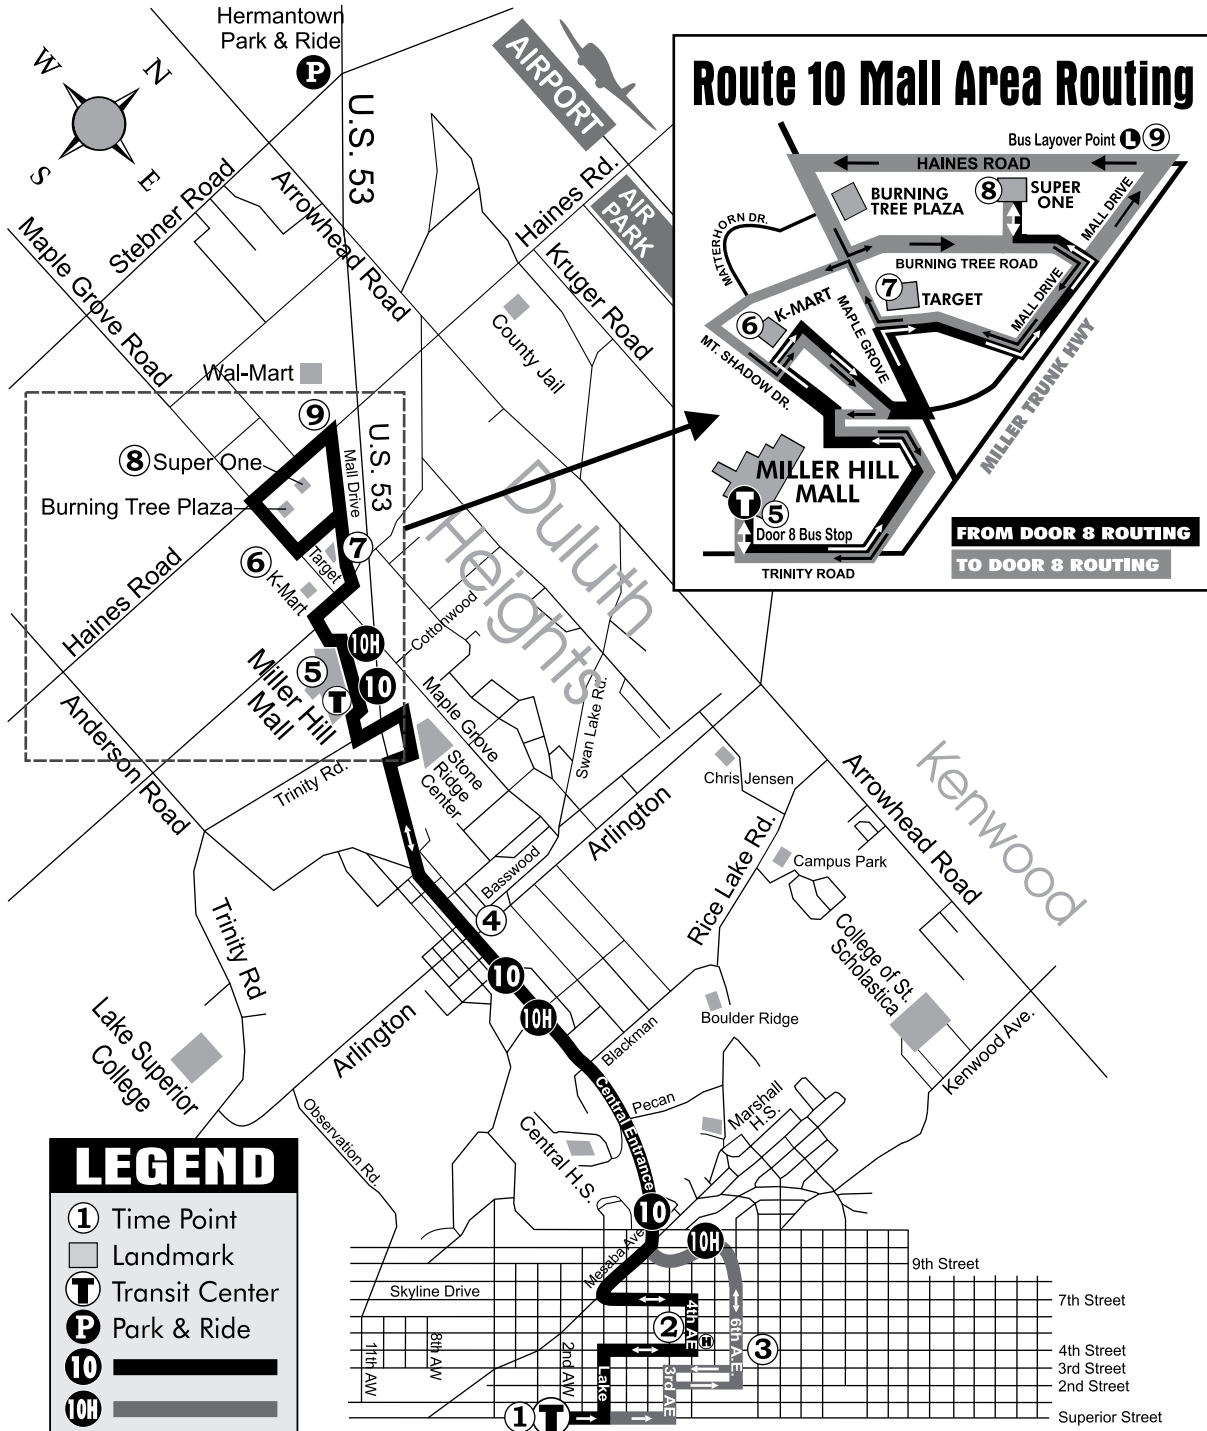 Hermantown
Park & Ride
P
W
N
S
E
AIRPORT
U.S. 53
Stebner Road
Arrowhead Road
Haines Rd.
AIR
PARK
Maple Grove Road
Kruger Road
County Jail
Wal-Mart
9
U.S. 53
8 Super One
Mall Drive
Burning Tree Plaza
7
Target
6
K-Mart
Haines Road
Duluth
Heights
Cottonwood
10H
5
Miller Hill
Mall
T
10
Anderson Road
Maple Grove
Swan Lake Rd.
Stone
Ridge
Center
Trinity Rd.
Chris Jensen
Kenwood
Arrowhead Road
Arlington
Rice Lake Rd.
Basswood
Campus Park
4
Trinity Rd
College of St.
Scholastica
10
10H
Lake Superior
College
Arlington
Boulder Ridge
Blackman
Kenwood Ave.
Observation Rd.
Central Entrance
Pecan
Marshall
H.S.
Central H.S.
10
10H
Mesaba Ave
9th Street
Skyline Drive
7th Street
4th AE
6th A.E.
2
H
3
11th AW
8th AW
2nd AW
4th Street
3rd Street
2nd Street
Lake
3rd AE
1
T
Superior Street
Route 10 Mall Area Routing
Bus Layover Point L 9
HAINES ROAD
BURNING
TREE PLAZA
8
SUPER
ONE
MALL DRIVE
MATTERHORN DR.
BURNING TREE ROAD
7
TARGET
MALL DRIVE
6
K-MART
MAPLE GROVE
MT. SHADOW DR.
MILLER TRUNK HWY
MILLER HILL
MALL
T
5
Door 8 Bus Stop
TRINITY ROAD
FROM DOOR 8 ROUTING
TO DOOR 8 ROUTING
LEGEND
1 Time Point
Landmark
T Transit Center
P Park & Ride
10
10H